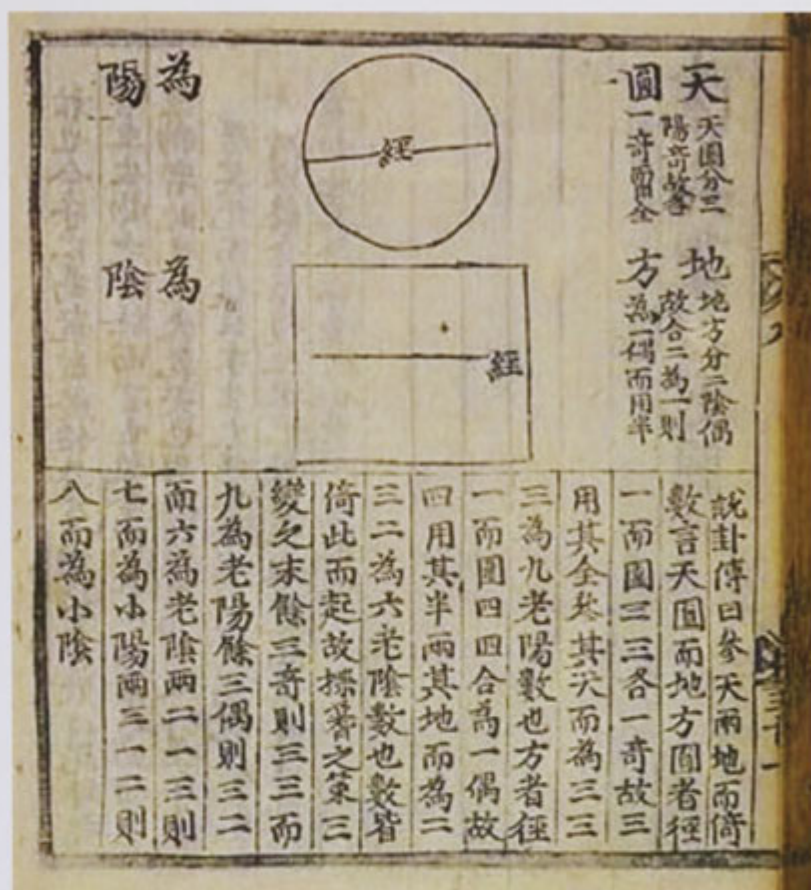 天圓
天圓分三
陽奇故各
一奇而全
地方
地方分二陰偶
故合二為一則
為一偶而用半
經
經
為陽
為陰
說卦傳曰參天兩地而倚
數言天圓而地方圓者徑
一而圍三三各一奇故三
用其全參其天而為三三
三為九老陽數也方者徑
一而圍四四合為一偶故
四用其半兩其地而為二
三二為六老陰數也數皆
倚此而起故揲蓍之策三
變之末餘三奇則三三而
九為老陽餘三偶則三二
而六為老陰兩二一三則
七而為小陽兩三一二則
八而為小陰